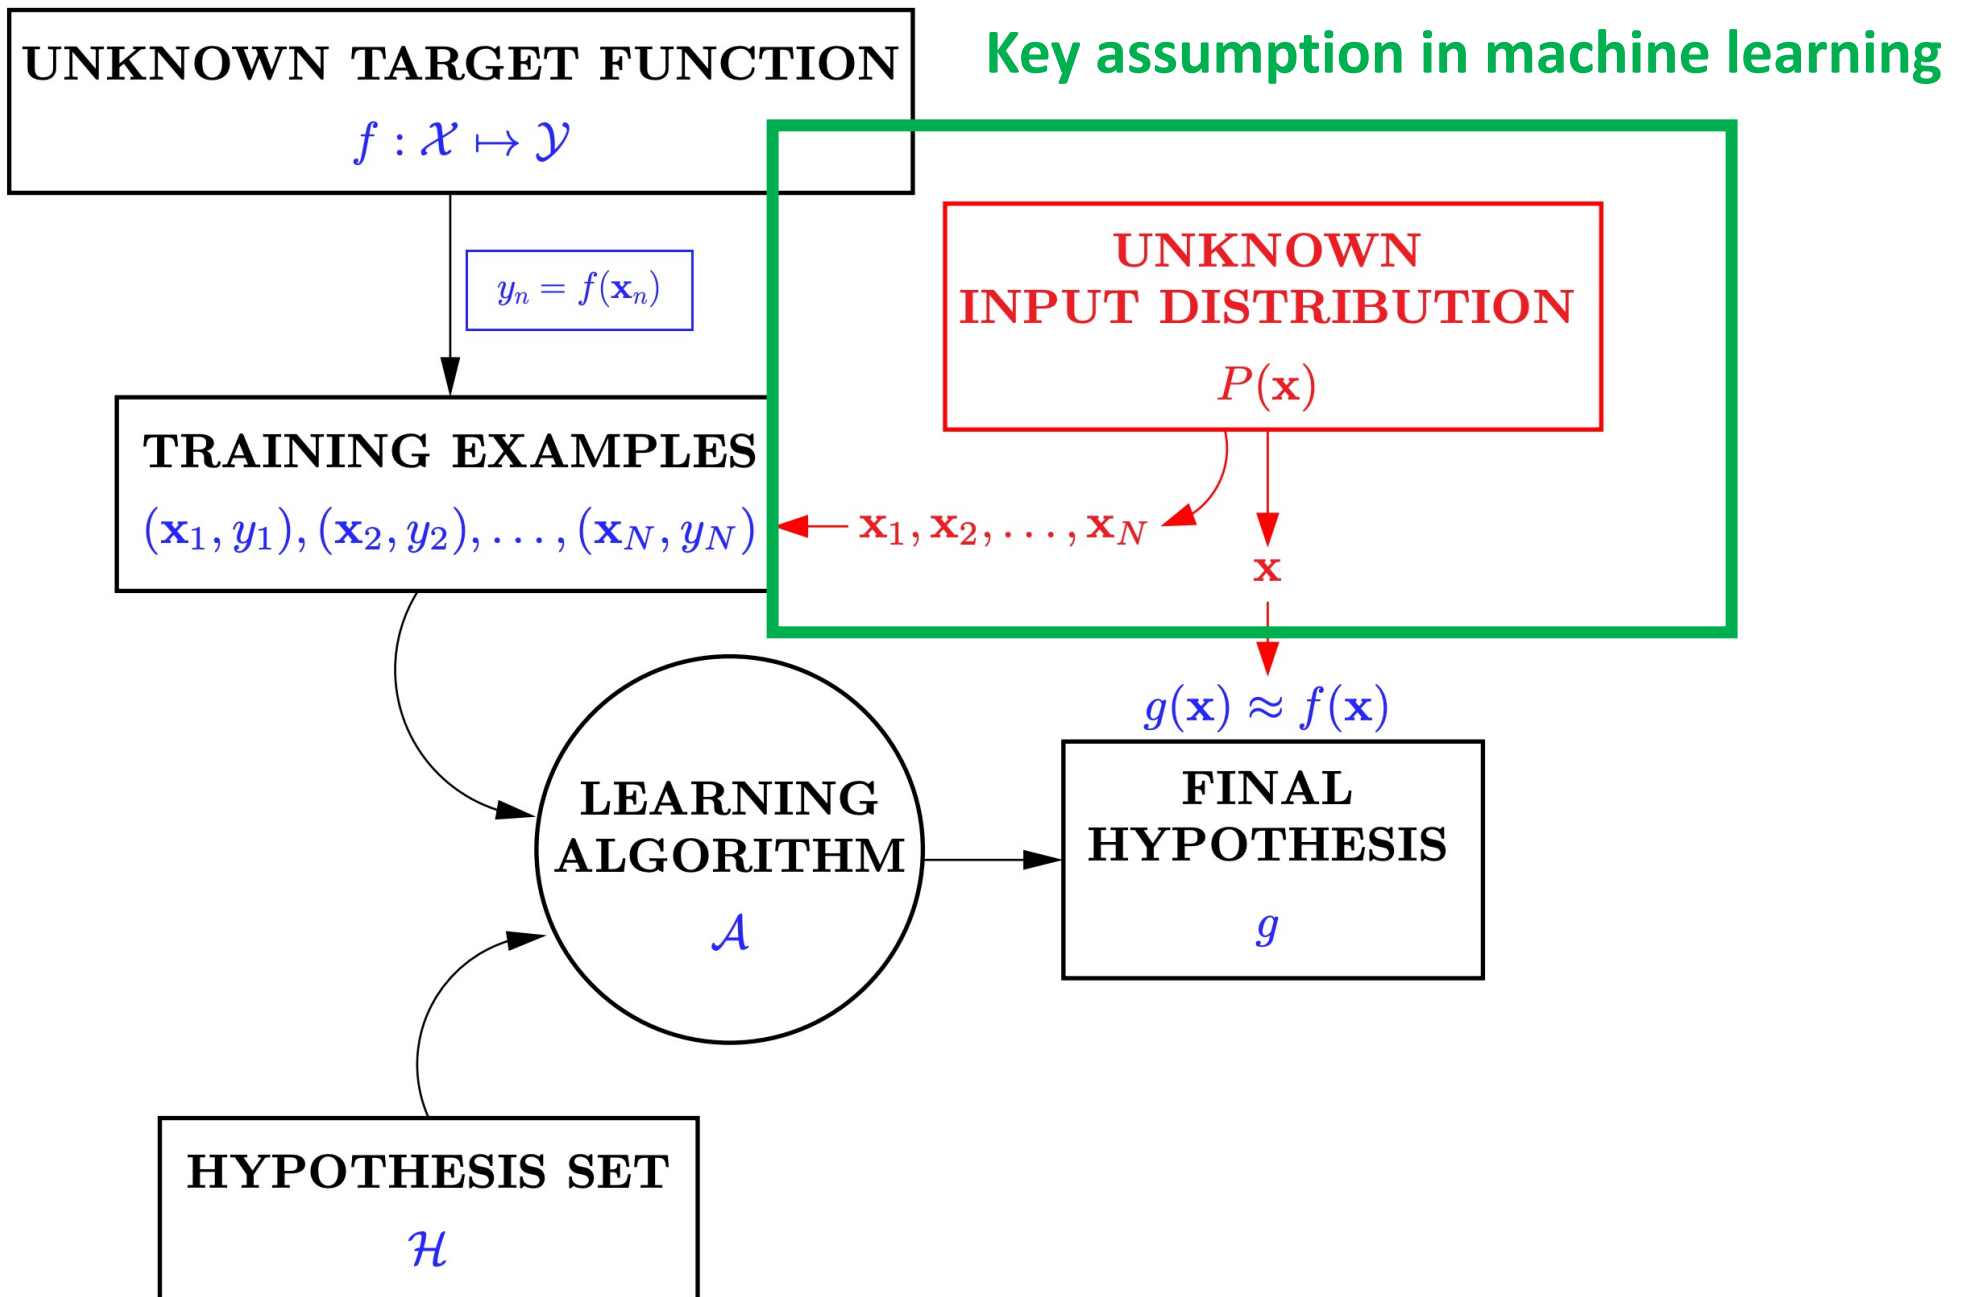 UNKNOWN TARGET FUNCTION
f : 𝒳 ↦ 𝒴
Key assumption in machine learning
yₙ = f(𝐱ₙ)
UNKNOWN
INPUT DISTRIBUTION
P(𝐱)
TRAINING EXAMPLES
(𝐱₁, y₁), (𝐱₂, y₂), . . . , (𝐱_N, y_N)
𝐱₁, 𝐱₂, . . . , 𝐱_N
𝐱
g(𝐱) ≈ f(𝐱)
LEARNING
ALGORITHM
𝒜
FINAL
HYPOTHESIS
g
HYPOTHESIS SET
ℋ